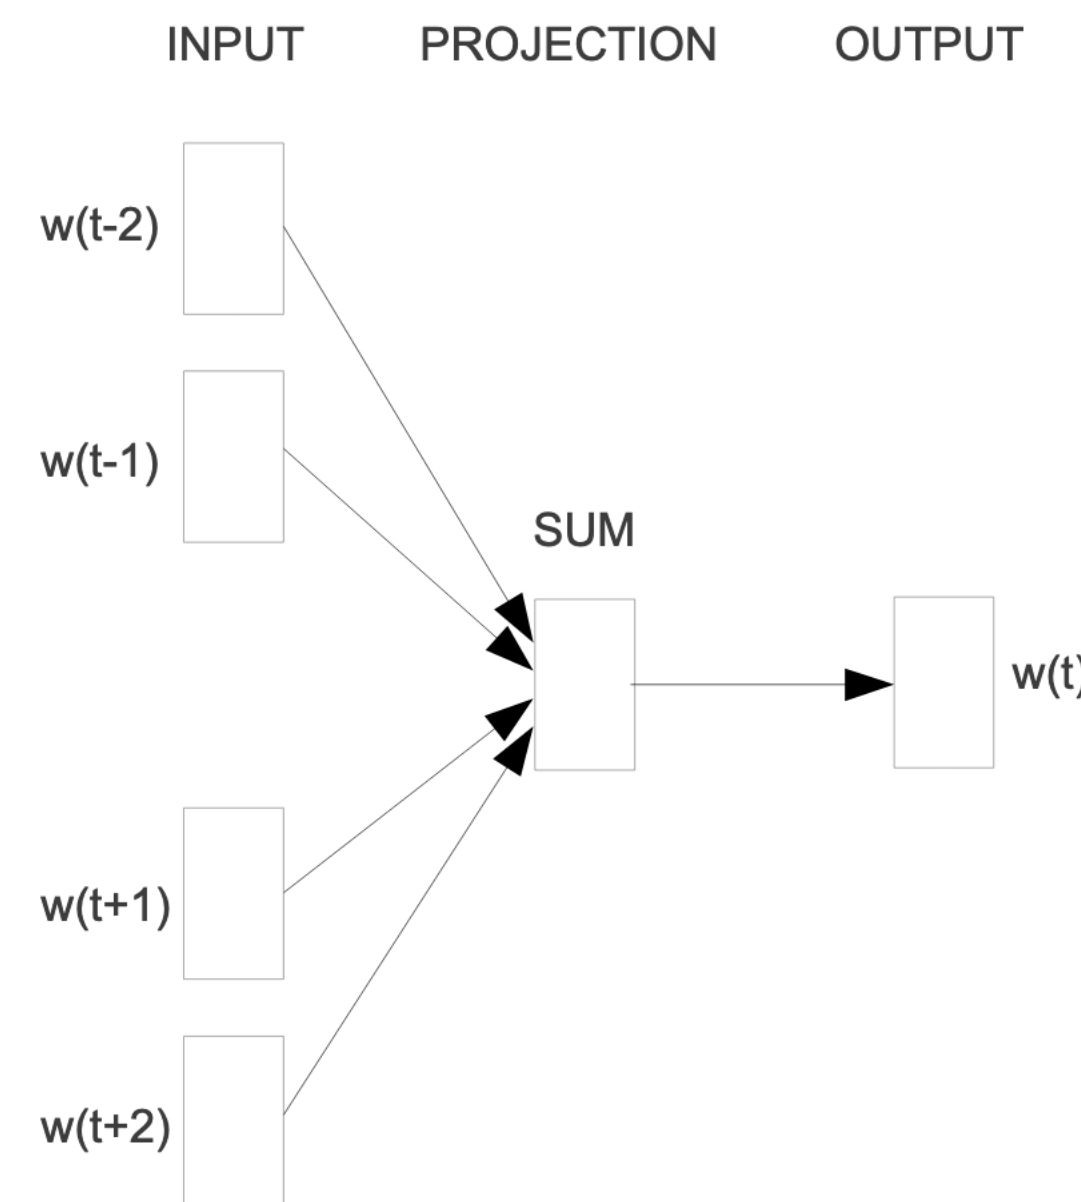 INPUT PROJECTION OUTPUT
w(t-2)
w(t-1)
SUM
w(t)
w(t+1)
w(t+2)